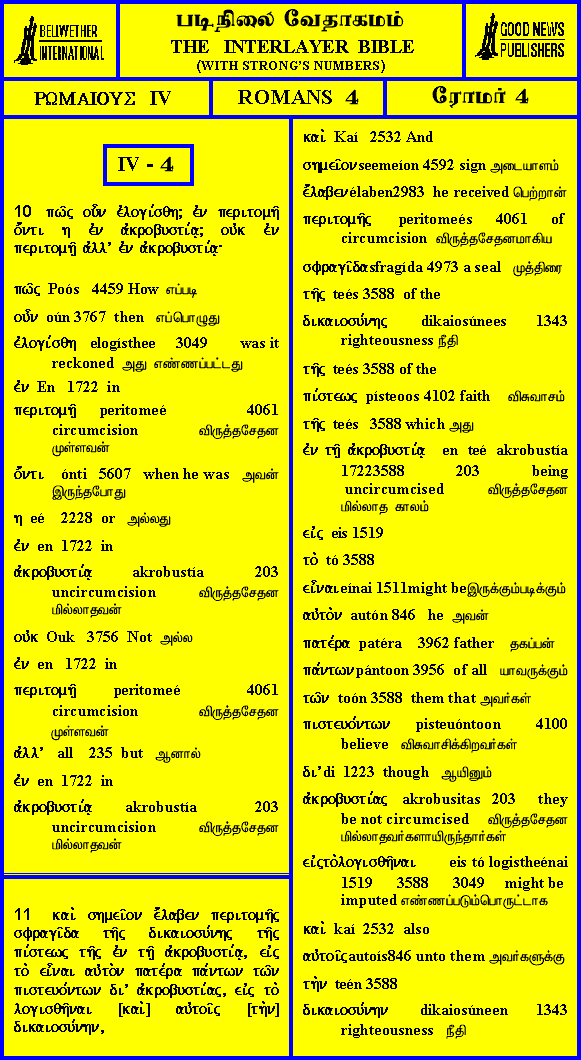 BELLWETHER
INTERNATIONAL
படிநிலை வேதாகமம்
THE INTERLAYER BIBLE
(WITH STRONG'S NUMBERS)
GOOD NEWS
PUBLISHERS
ΡΩΜΑΙΟΥΣ IV
ROMANS 4
ரோமர் 4
IV - 4
10 πῶς οὖν ἐλογίσθη; ἐν περιτομῇ
ὄντι η ἐν ἀκροβυστίᾳ; οὐκ ἐν
περιτομῇ ἀλλ’ ἐν ἀκροβυστίᾳ·
πῶς Poós 4459 How எப்படி
οὖν oún 3767 then எப்பொழுது
ἐλογίσθη elogísthee 3049 was it
reckoned அது எண்ணப்பட்டது
ἐν En 1722 in
περιτομῇ peritomeé 4061
circumcision விருத்தசேதன
முள்ளவன்
ὄντι ónti 5607 when he was அவன்
இருந்தபோது
η eé 2228 or அல்லது
ἐν en 1722 in
ἀκροβυστίᾳ akrobustía 203
uncircumcision விருத்தசேதன
மில்லாதவன்
οὐκ Ouk 3756 Not அல்ல
ἐν en 1722 in
περιτομῇ peritomeé 4061
circumcision விருத்தசேதன
முள்ளவன்
ἀλλ’ all 235 but ஆனால்
ἐν en 1722 in
ἀκροβυστίᾳ akrobustía 203
uncircumcision விருத்தசேதன
மில்லாதவன்
11 καὶ σημεῖον ἔλαβεν περιτομῆς
σφραγῖδα τῆς δικαιοσύνης τῆς
πίστεως τῆς ἐν τῇ ἀκροβυστίᾳ, εἰς
τὸ εἶναι αὐτὸν πατέρα πάντων τῶν
πιστευόντων δι’ ἀκροβυστίας, εἰς τὸ
λογισθῆναι [καὶ] αὐτοῖς [τὴν]
δικαιοσύνην,
καὶ Kaí 2532 And
σημεῖον seemeíon 4592 sign அடையாளம்
ἔλαβεν élaben2983 he received பெற்றான்
περιτομῆς peritomeés 4061 of
circumcision விருத்தசேதனமாகிய
σφραγῖδα sfragída 4973 a seal முத்திரை
τῆς teés 3588 of the
δικαιοσύνης dikaiosúnees 1343
righteousness நீதி
τῆς teés 3588 of the
πίστεως písteoos 4102 faith விசுவாசம்
τῆς teés 3588 which அது
ἐν τῇ ἀκροβυστίᾳ en teé akrobustía
17223588 203 being
uncircumcised விருத்தசேதன
மில்லாத காலம்
εἰς eis 1519
τὸ tó 3588
εἶναι eínai 1511might beஇருக்கும்படிக்கும்
αὐτὸν autón 846 he அவன்
πατέρα patéra 3962 father தகப்பன்
πάντων pántoon 3956 of all யாவருக்கும்
τῶν toón 3588 them that அவர்கள்
πιστευόντων pisteuóntoon 4100
believe விசுவாசிக்கிறவர்கள்
δι’ di 1223 though ஆயினும்
ἀκροβυστίας akrobusitas 203 they
be not circumcised விருத்தசேதன
மில்லாதவர்களாயிருந்தார்கள்
εἰςτὸλογισθῆναι eis tó logistheénai
1519 3588 3049 might be
imputed எண்ணப்படும்பொருட்டாக
καὶ kaí 2532 also
αὐτοῖς autoís846 unto them அவர்களுக்கு
τὴν teén 3588
δικαιοσύνην dikaiosúneen 1343
righteousness நீதி